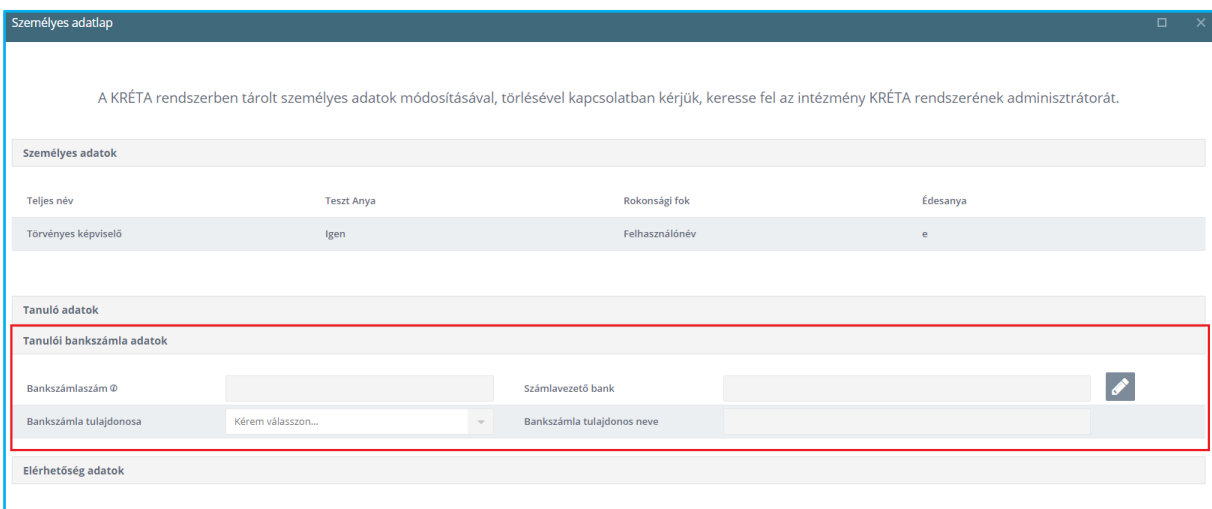 Személyes adatlap
A KRÉTA rendszerben tárolt személyes adatok módosításával, törlésével kapcsolatban kérjük, keresse fel az intézmény KRÉTA rendszerének adminisztrátorát.
Személyes adatok
Teljes név Teszt Anya Rokonsági fok Édesanya
Törvényes képviselő Igen Felhasználónév e
Tanuló adatok
Tanulói bankszámla adatok
Bankszámlaszám Számlavezető bank
Bankszámla tulajdonosa Kérem válasszon... Bankszámla tulajdonos neve
Elérhetőség adatok